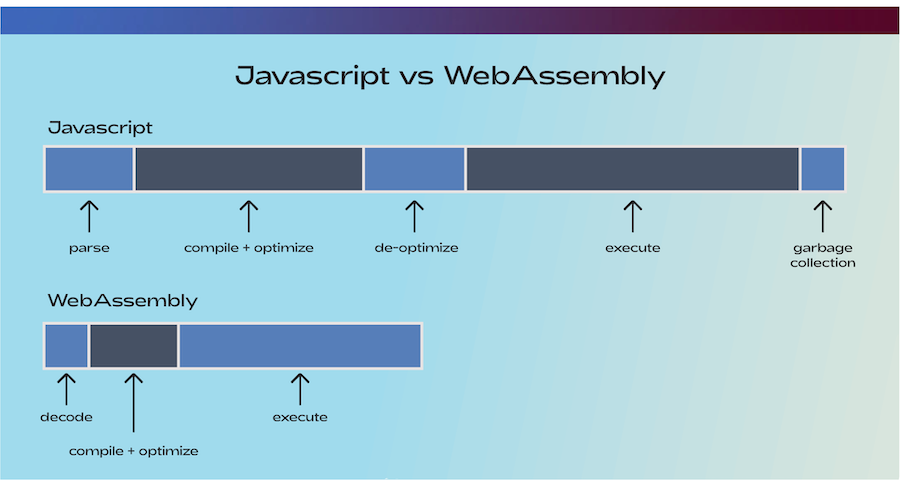 Javascript vs WebAssembly
Javascript
parse
compile + optimize
de-optimize
execute
garbage
collection
WebAssembly
decode
execute
compile + optimize